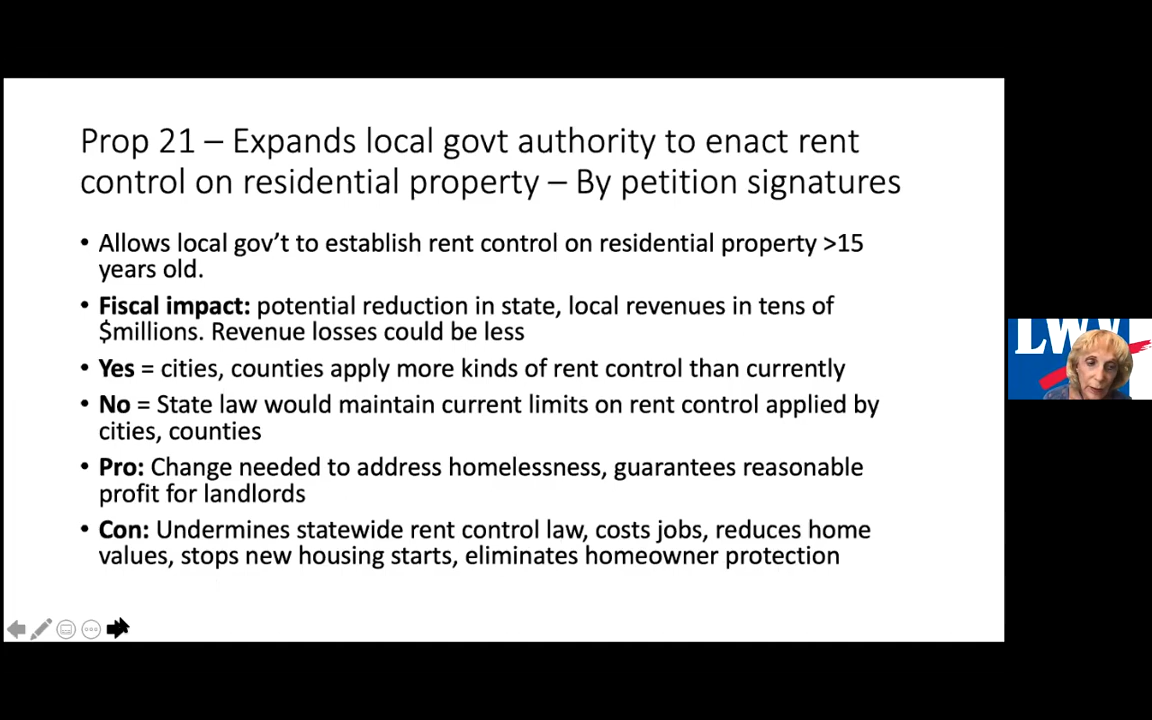 Prop 21 – Expands local govt authority to enact rent
control on residential property – By petition signatures
• Allows local gov’t to establish rent control on residential property >15
years old.
• Fiscal impact: potential reduction in state, local revenues in tens of
$millions. Revenue losses could be less
• Yes = cities, counties apply more kinds of rent control than currently
• No = State law would maintain current limits on rent control applied by
cities, counties
• Pro: Change needed to address homelessness, guarantees reasonable
profit for landlords
• Con: Undermines statewide rent control law, costs jobs, reduces home
values, stops new housing starts, eliminates homeowner protection
LWV